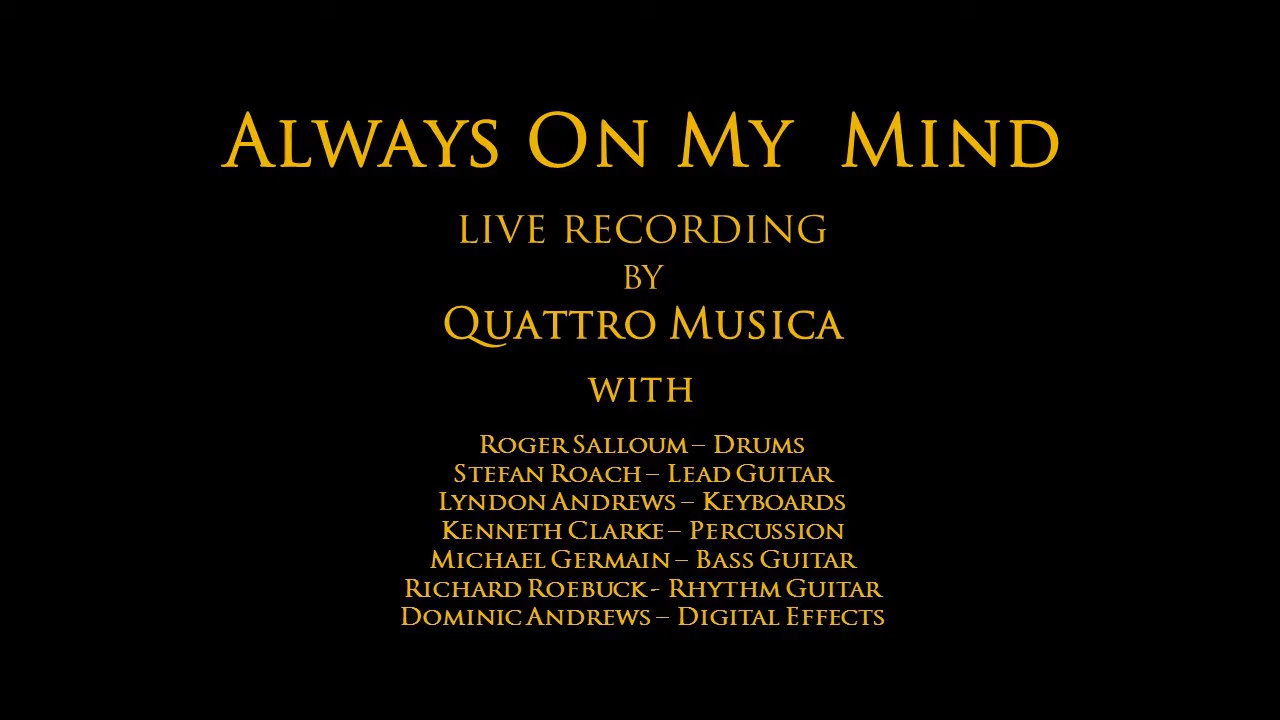 Always On My  Mind
LIVE RECORDING
BY
Quattro Musica
WITH
Roger Salloum – Drums
Stefan Roach – Lead Guitar
Lyndon Andrews – Keyboards
Kenneth Clarke – Percussion
Michael Germain – Bass Guitar
Richard Roebuck - Rhythm Guitar
Dominic Andrews – Digital Effects